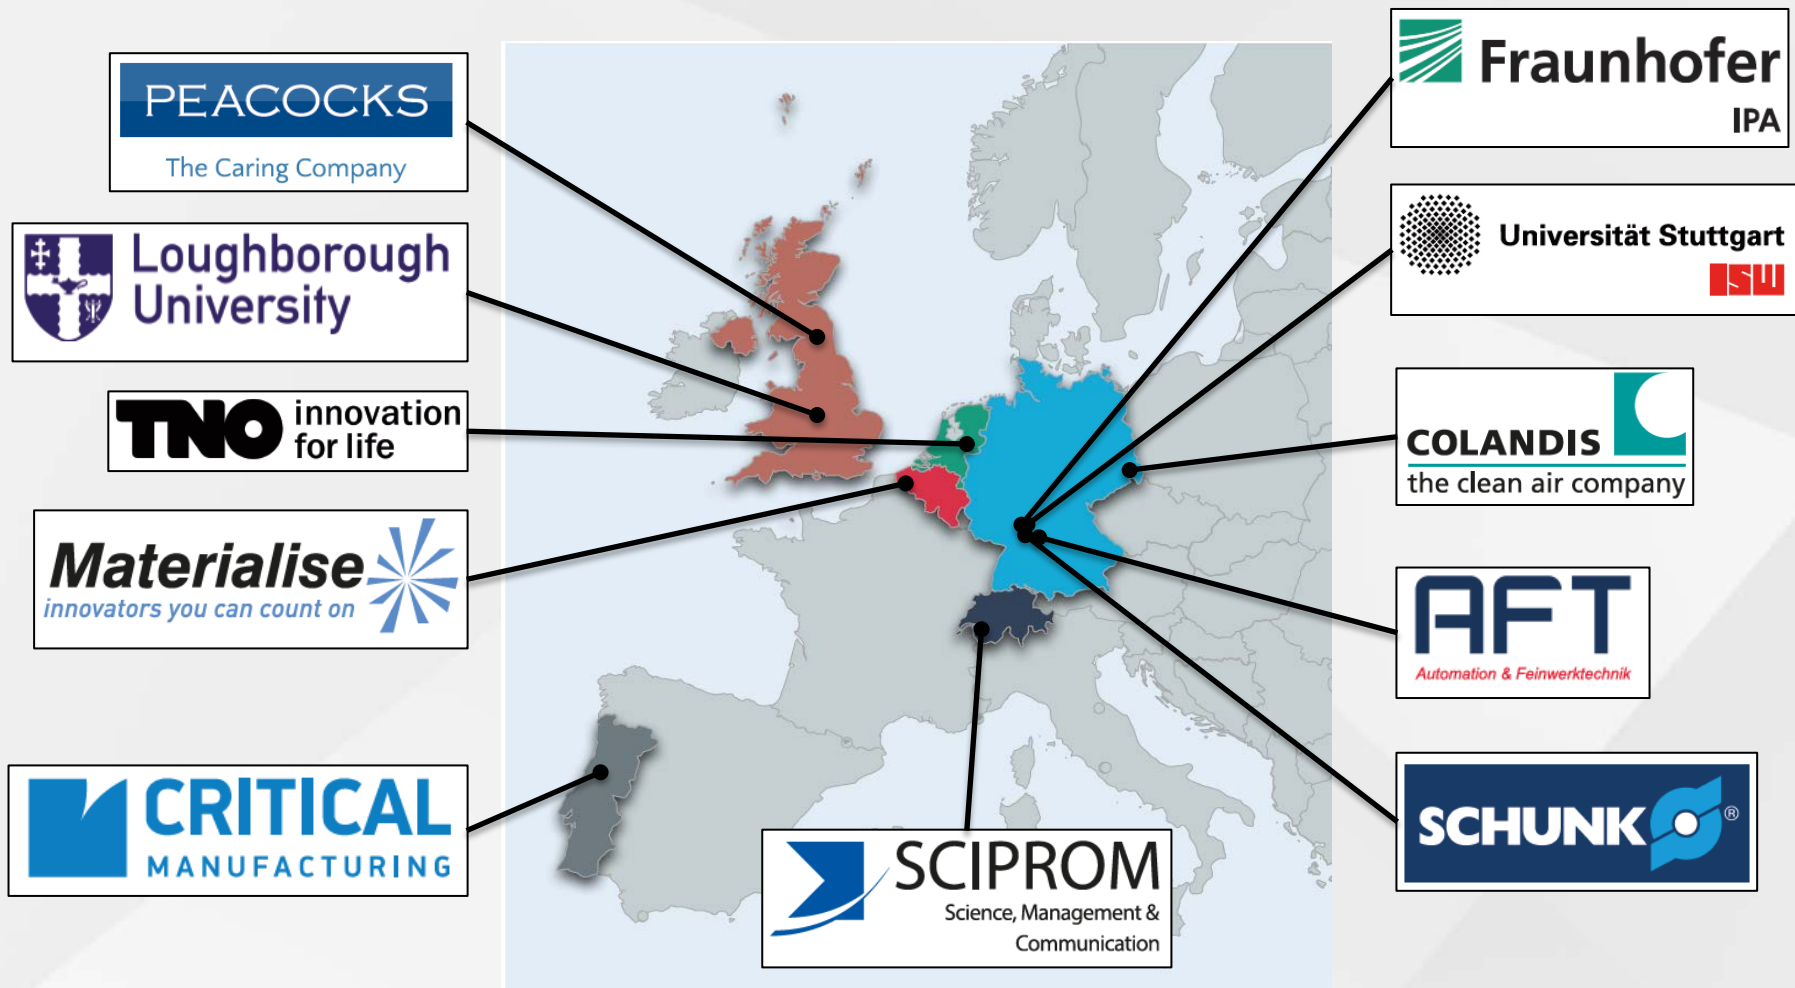 PEACOCKS
The Caring Company
Loughborough
University
TNO innovation
for life
Materialise
innovators you can count on
CRITICAL
MANUFACTURING
SCIPROM
Science, Management &
Communication
Fraunhofer
IPA
Universität Stuttgart
ISW
COLANDIS
the clean air company
AFT
Automation & Feinwerktechnik
SCHUNK ®